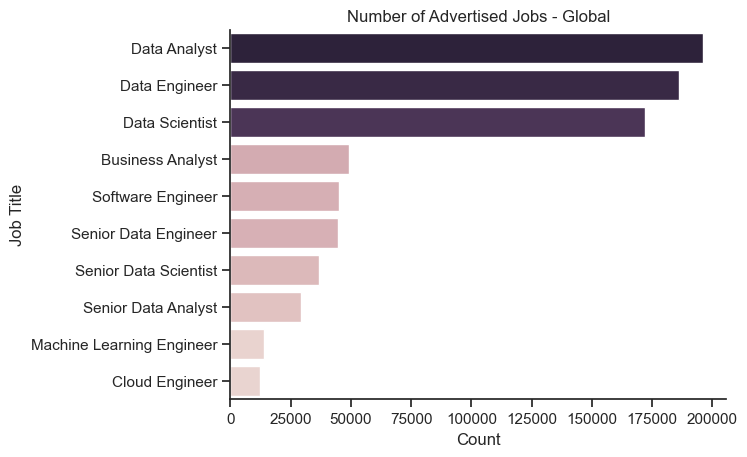 Number of Advertised Jobs - Global
Job Title
Data Analyst
Data Engineer
Data Scientist
Business Analyst
Software Engineer
Senior Data Engineer
Senior Data Scientist
Senior Data Analyst
Machine Learning Engineer
Cloud Engineer
0 25000 50000 75000 100000 125000 150000 175000 200000
Count